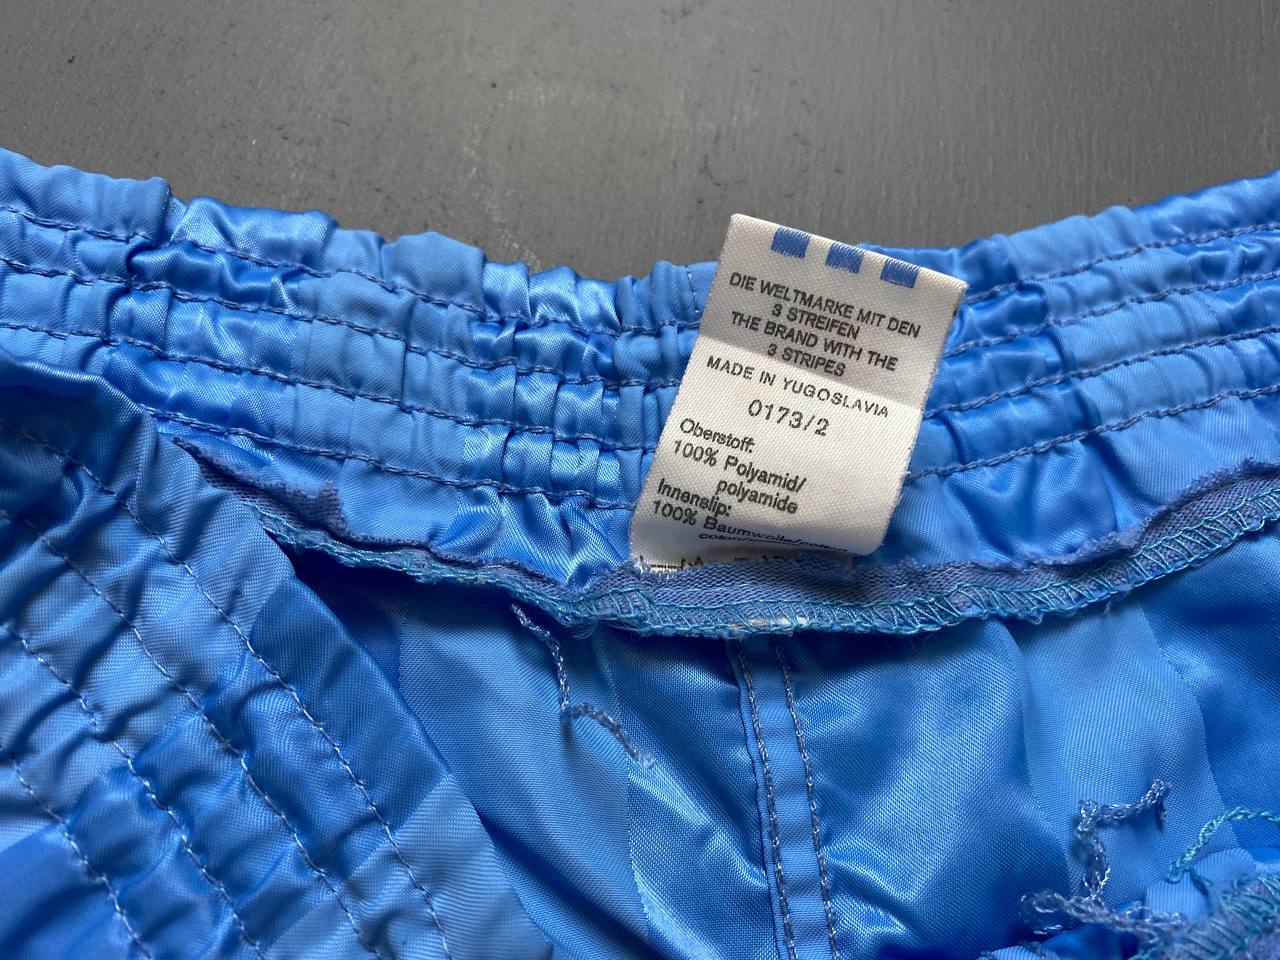 DIE WELTMARKE MIT DEN
3 STREIFEN
THE BRAND WITH THE
3 STRIPES
MADE IN YUGOSLAVIA
0173/2
Oberstoff:
100% Polyamid/
polyamide
Innenslip:
100% Baumwolle/cotton